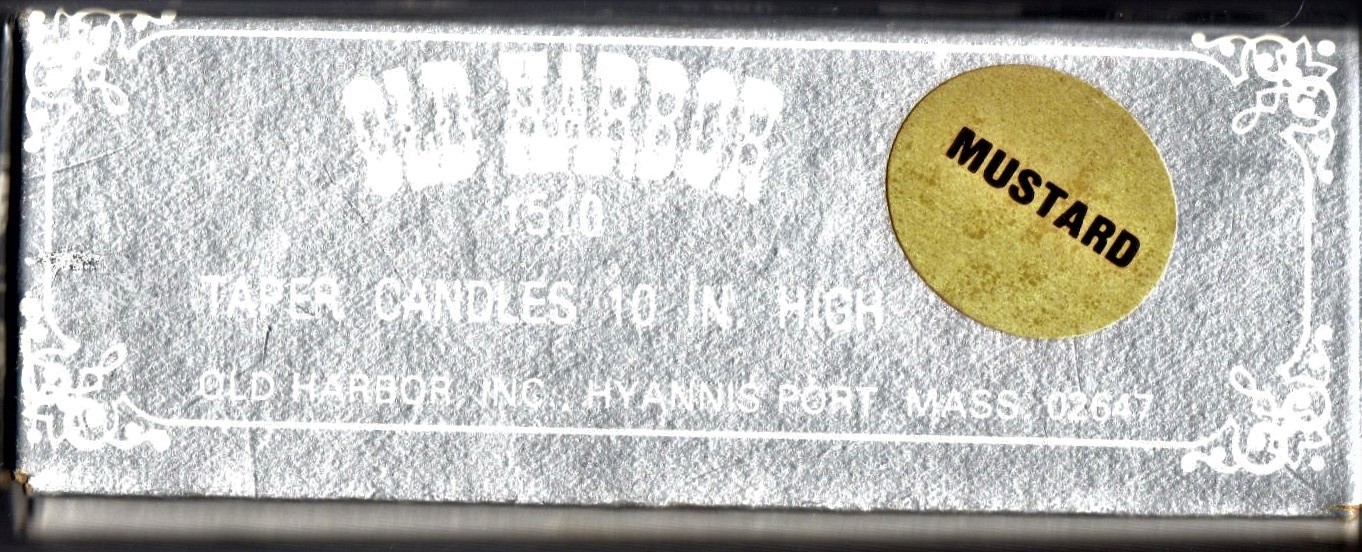 OLD HARBOR
1510
TAPER CANDLES 10 IN. HIGH
OLD HARBOR, INC., HYANNIS PORT, MASS. 02647
MUSTARD